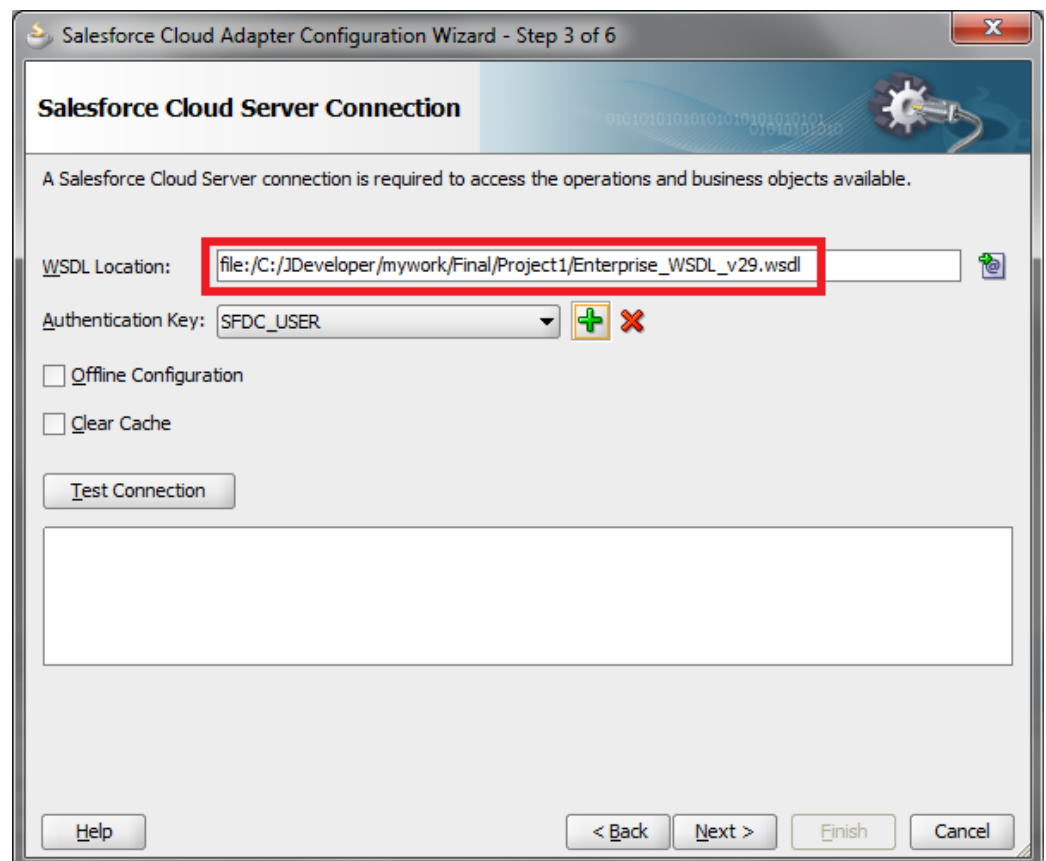 Salesforce Cloud Adapter Configuration Wizard - Step 3 of 6
Salesforce Cloud Server Connection
010101010101010101010101
01010101010
A Salesforce Cloud Server connection is required to access the operations and business objects available.
WSDL Location: file:/C:/JDeveloper/mywork/Final/Project1/Enterprise_WSDL_v29.wsdl
Authentication Key: SFDC_USER
Offline Configuration
Clear Cache
Test Connection
Help < Back Next > Finish Cancel